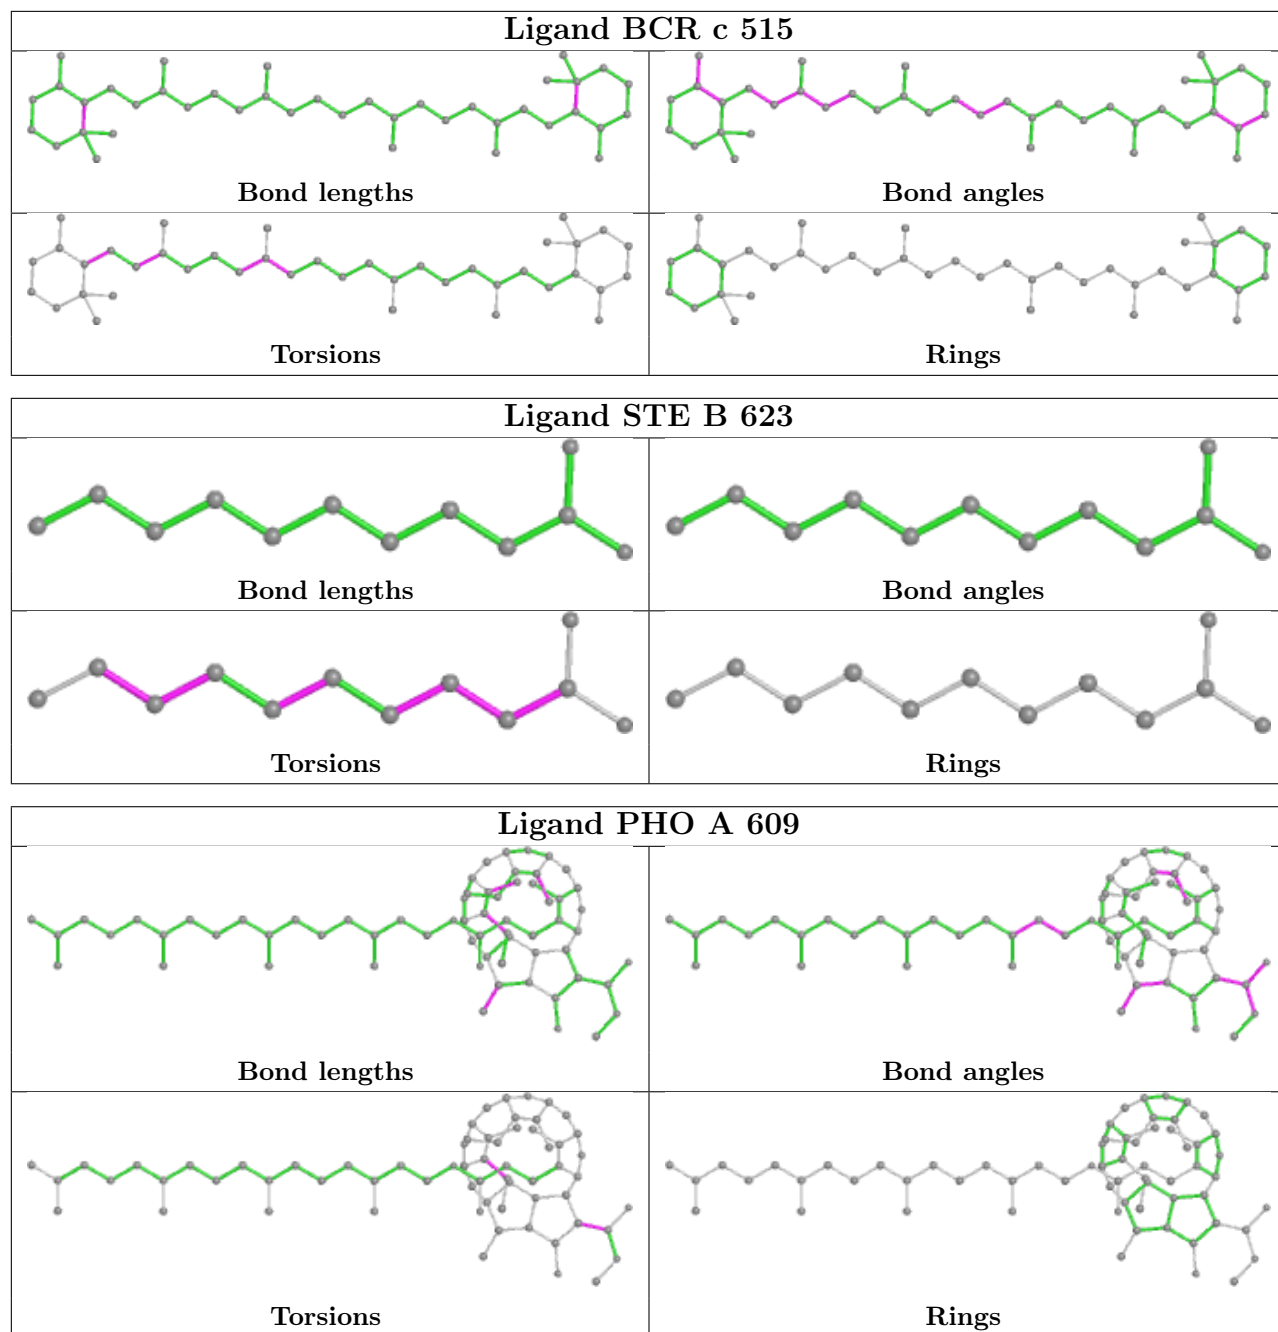 Ligand BCR c 515
Bond lengths
Bond angles
Torsions
Rings
Ligand STE B 623
Bond lengths
Bond angles
Torsions
Rings
Ligand PHO A 609
Bond lengths
Bond angles
Torsions
Rings